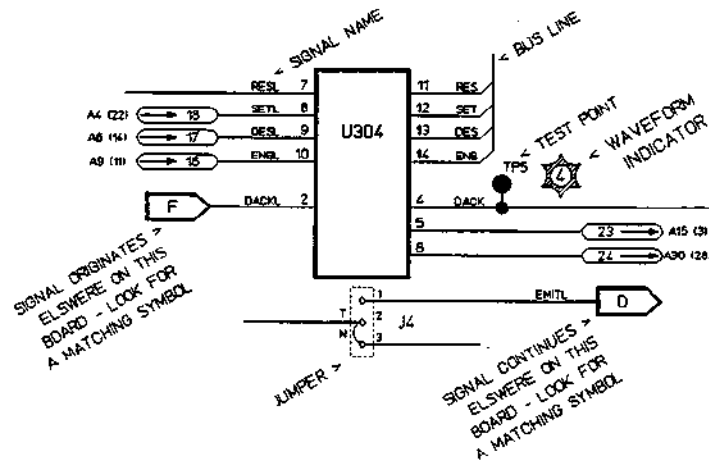 < SIGNAL NAME
< BUS LINE
RESL 7
11 RES
A4 (22) 18 SETL 8
12 SET
A6 (14) 17 DESL 9
13 DES
A9 (11) 16 ENGL 10
14 ENG
U304
< TEST POINT
TP5
4
< WAVEFORM
INDICATOR
F DACKL 2
4 DACK
5 23 A15 (3)
6 24 A30 (28
SIGNAL ORIGINATES >
ELSWERE ON THIS
BOARD - LOOK FOR
A MATCHING SYMBOL
1 EMITL D
T 2
N 3
J4
JUMPER >
SIGNAL CONTINUES >
ELSWERE ON THIS
BOARD - LOOK FOR
A MATCHING SYMBOL